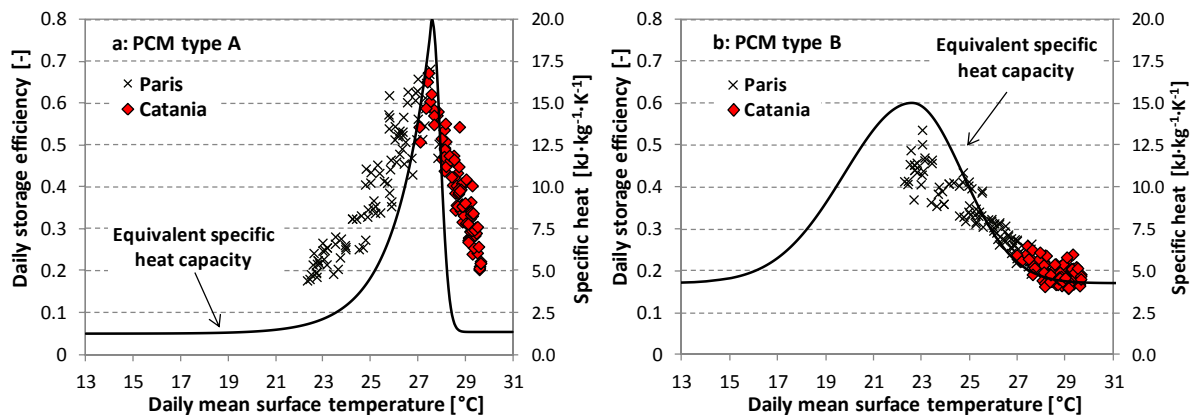 a: PCM type A
Paris
Catania
Equivalent specific
heat capacity
Daily storage efficiency [-]
0.8
0.7
0.6
0.5
0.4
0.3
0.2
0.1
0
Specific heat [kJ·kg⁻¹·K⁻¹]
20.0
17.5
15.0
12.5
10.0
7.5
5.0
2.5
0.0
13 15 17 19 21 23 25 27 29 31
Daily mean surface temperature [°C]
b: PCM type B
Equivalent specific
heat capacity
Paris
Catania
Daily storage efficiency [-]
0.8
0.7
0.6
0.5
0.4
0.3
0.2
0.1
0
Specific heat [kJ·kg⁻¹·K⁻¹]
20.0
17.5
15.0
12.5
10.0
7.5
5.0
2.5
0.0
13 15 17 19 21 23 25 27 29 31
Daily mean surface temperature [°C]